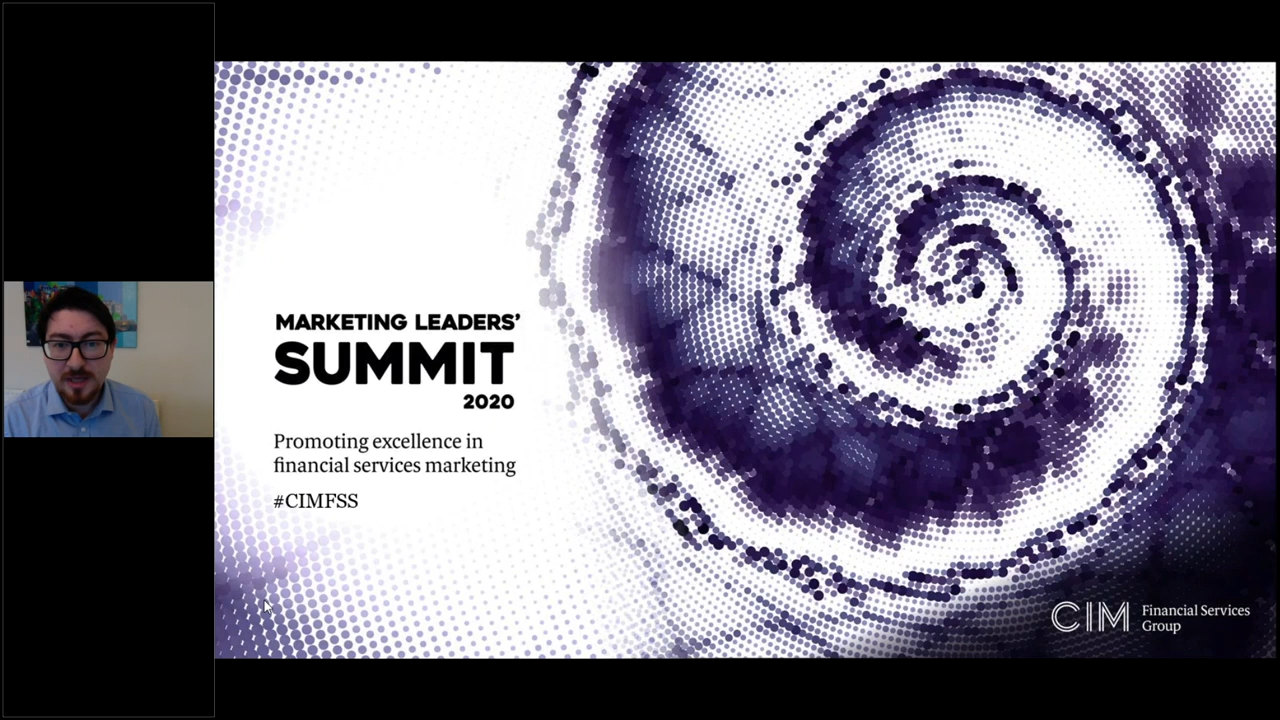 MARKETING LEADERS’
SUMMIT
2020
Promoting excellence in
financial services marketing
#CIMFSS
CIM
Financial Services
Group